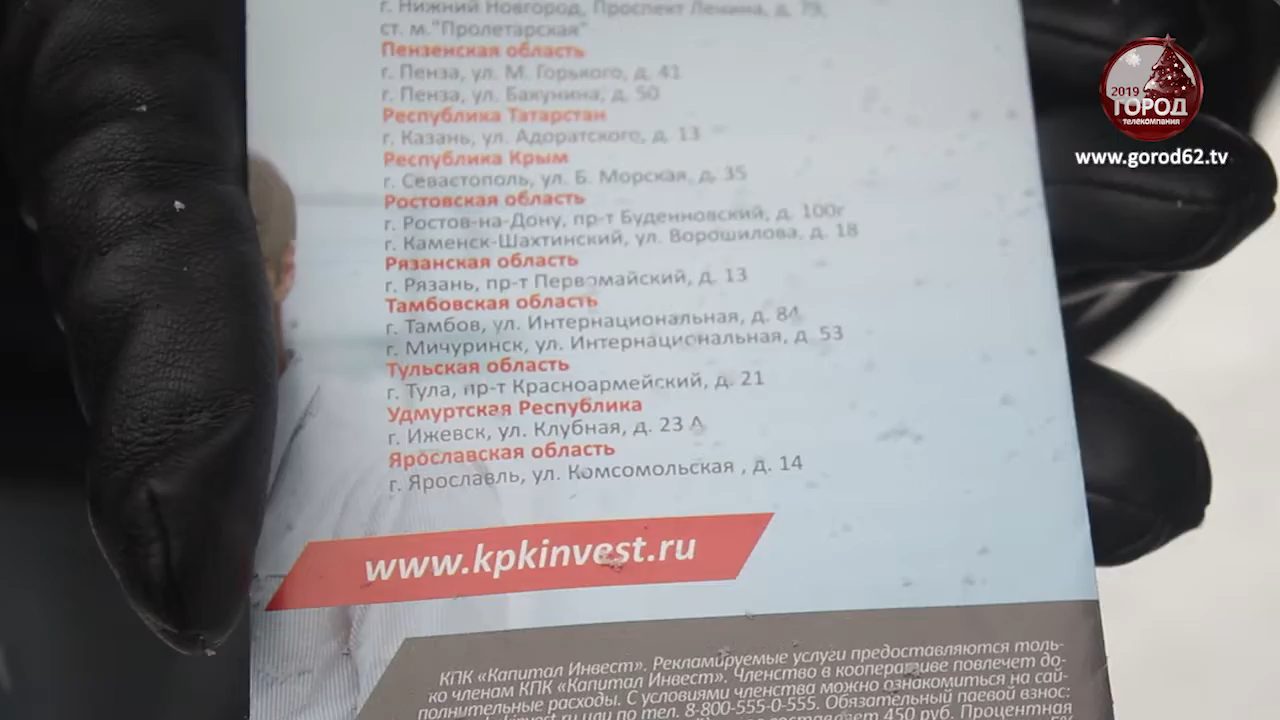 г. Нижний Новгород, Проспект Ленина, д. 79,
ст. м."Пролетарская"
Пензенская область
г. Пенза, ул. М. Горького, д. 41
г. Пенза, ул. Бакунина, д. 50
Республика Татарстан
г. Казань, ул. Адоратского, д. 13
Республика Крым
г. Севастополь, ул. Б. Морская, д. 35
Ростовская область
г. Ростов-на-Дону, пр-т Буденновский, д. 100г
г. Каменск-Шахтинский, ул. Ворошилова, д. 18
Рязанская область
г. Рязань, пр-т Первомайский, д. 13
Тамбовская область
г. Тамбов, ул. Интернациональная, д. 84
г. Мичуринск, ул. Интернациональная, д 53
Тульская область
г. Тула, пр-т Красноармейский, д. 21
Удмуртская Республика
г. Ижевск, ул. Клубная, д. 23 А
Ярославская область
г. Ярославль, ул. Комсомольская , д. 14
www.kpkinvest.ru
КПК «Капитал Инвест». Рекламируемые услуги предоставляются толь-
ко членам КПК «Капитал Инвест». Членство в кооперативе повлечет до-
полнительные расходы. С условиями членства можно ознакомиться на сай-
kpkinvest.ru или по тел. 8-800-555-0-555. Обязательный паевой взнос:
450 руб. Процентная
2019
ГОРОД
телекомпания
www.gorod62.tv